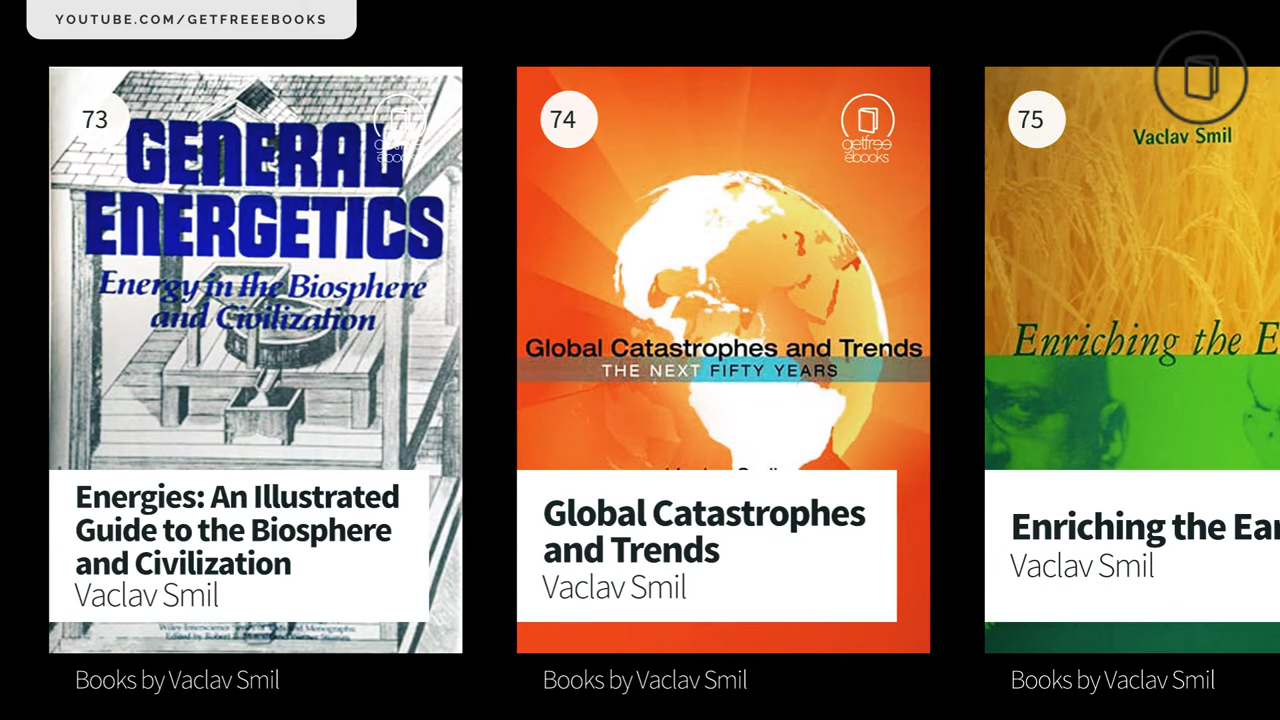 YOUTUBE.COM/GETFREEEBOOKS
73
getfree
ebooks
GENERAL
ENERGETICS
Energy in the Biosphere
and Civilization
Energies: An Illustrated
Guide to the Biosphere
and Civilization
Vaclav Smil
Books by Vaclav Smil
74
getfree
ebooks
Global Catastrophes and Trends
THE NEXT FIFTY YEARS
Global Catastrophes
and Trends
Vaclav Smil
Books by Vaclav Smil
75
Vaclav Smil
Enriching the E
Enriching the Ear
Vaclav Smil
Books by Vaclav Smil